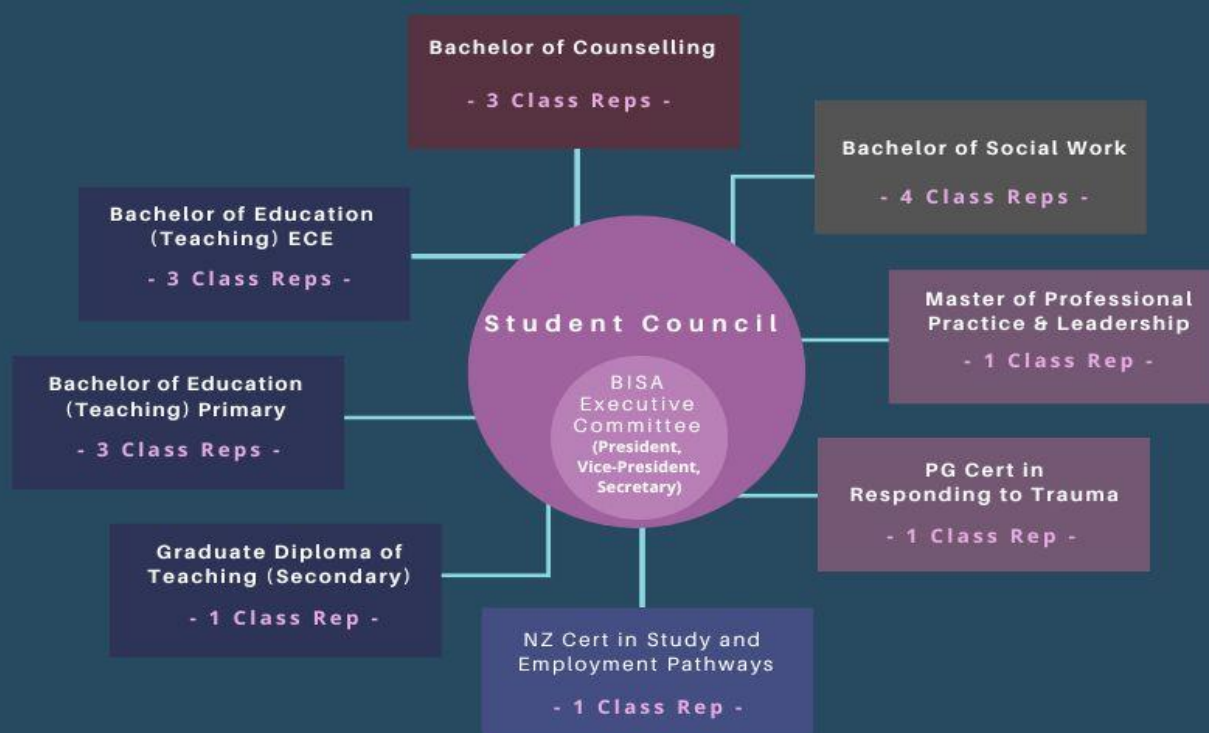 Bachelor of Counselling
- 3 Class Reps -
Bachelor of Social Work
- 4 Class Reps -
Bachelor of Education
(Teaching) ECE
- 3 Class Reps -
Master of Professional
Practice & Leadership
- 1 Class Rep -
Student Council
BISA
Executive
Committee
(President,
Vice-President,
Secretary)
Bachelor of Education
(Teaching) Primary
- 3 Class Reps -
PG Cert in
Responding to Trauma
- 1 Class Rep -
Graduate Diploma of
Teaching (Secondary)
- 1 Class Rep -
NZ Cert in Study and
Employment Pathways
- 1 Class Rep -